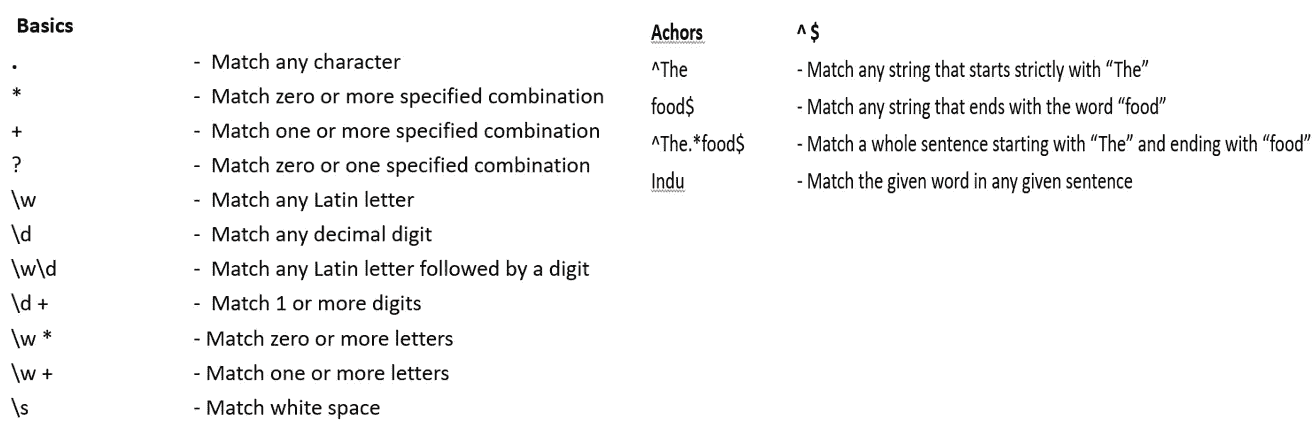 Basics
. - Match any character
* - Match zero or more specified combination
+ - Match one or more specified combination
? - Match zero or one specified combination
\w - Match any Latin letter
\d - Match any decimal digit
\w\d - Match any Latin letter followed by a digit
\d + - Match 1 or more digits
\w * - Match zero or more letters
\w + - Match one or more letters
\s - Match white space
Achors ^ $
^The - Match any string that starts strictly with “The”
food$ - Match any string that ends with the word “food”
^The.*food$ - Match a whole sentence starting with “The” and ending with “food”
Indu - Match the given word in any given sentence